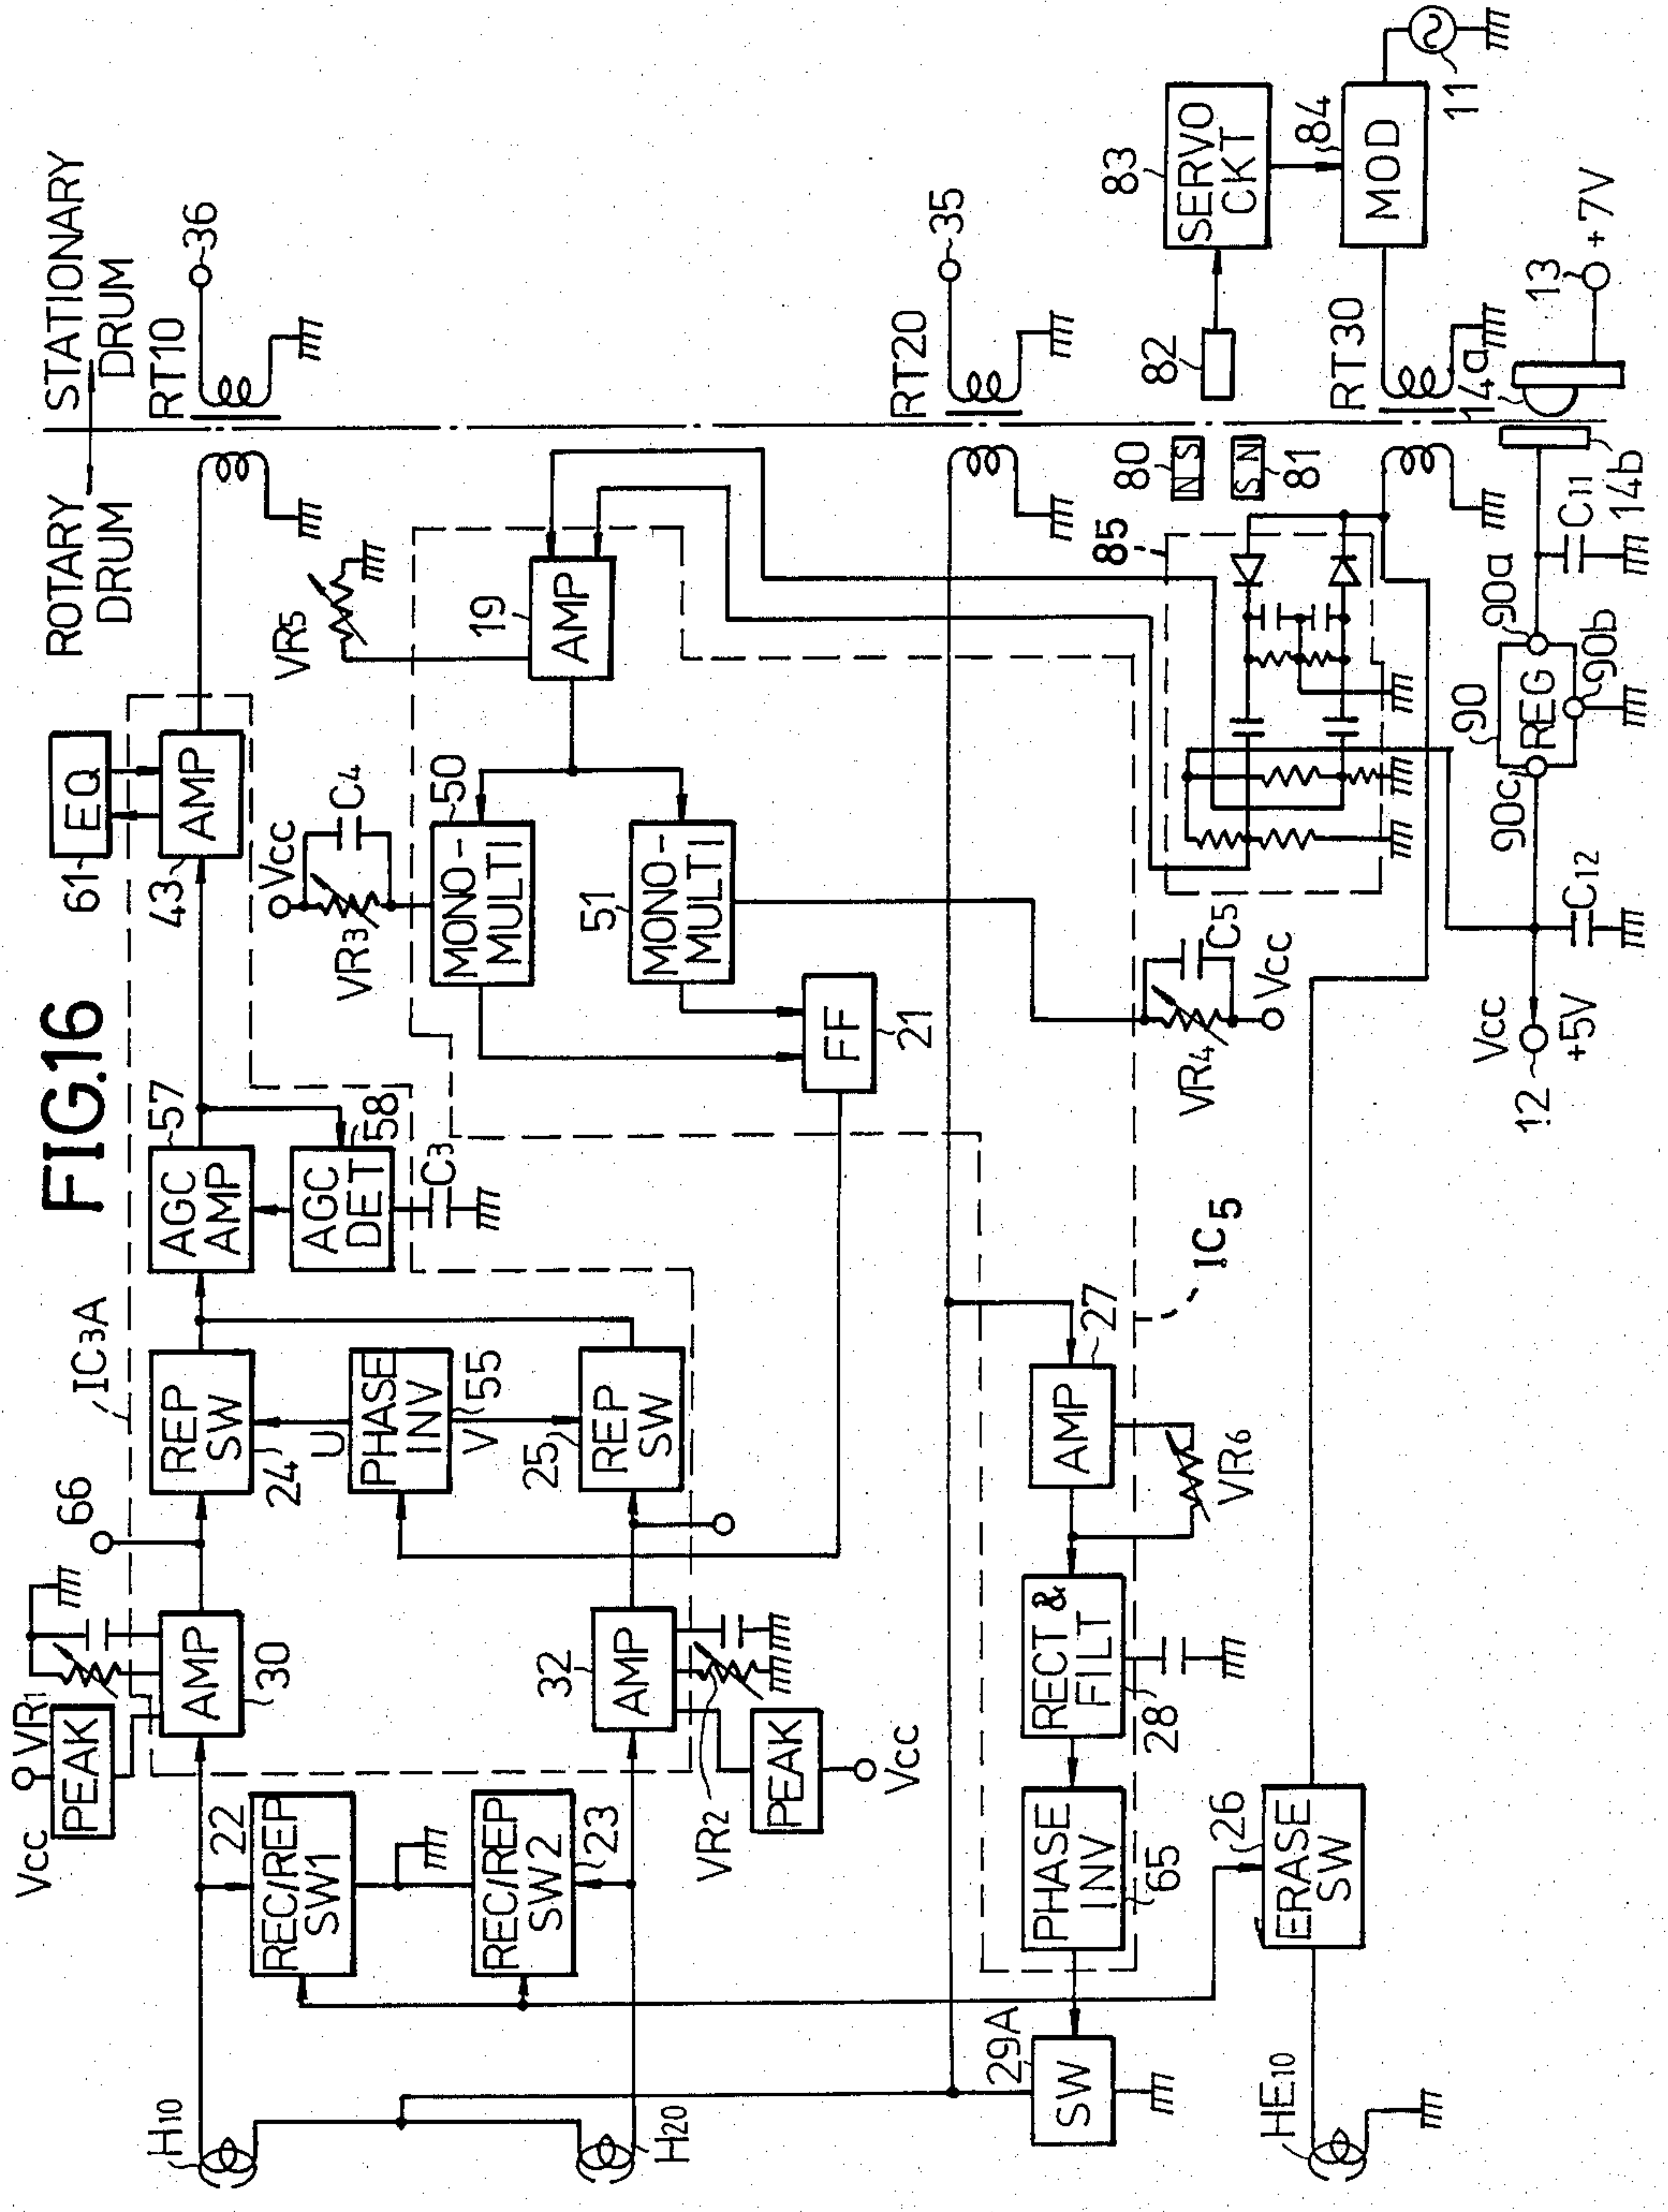 FIG.16
ROTARY
DRUM
STATIONARY
DRUM
Vcc
VR1
PEAK
66
IC3A
H10
AMP
30
REP
SW
24
AGC
AMP
57
61
EQ
43
AMP
RT10
36
22
REC/REP
SW1
U
PHASE
INV
V
55
AGC
DET
58
C3
Vcc
C4
VR3
VR5
REC/REP
SW2
23
25
REP
SW
50
MONO-
MULTI
19
AMP
H20
32
AMP
VR2
PEAK
Vcc
51
MONO-
MULTI
FF
21
RT20
35
29A
SW
PHASE
INV
65
RECT &
FILT
28
AMP
27
VR6
IC5
VR4
C5
Vcc
85
80
N S
S N
81
82
83
SERVO
CKT
84
MOD
11
RT30
HE10
26
ERASE
SW
12
Vcc
+5V
C12
90c
90
REG
90a
90b
C11
14b
14a
13
+7V